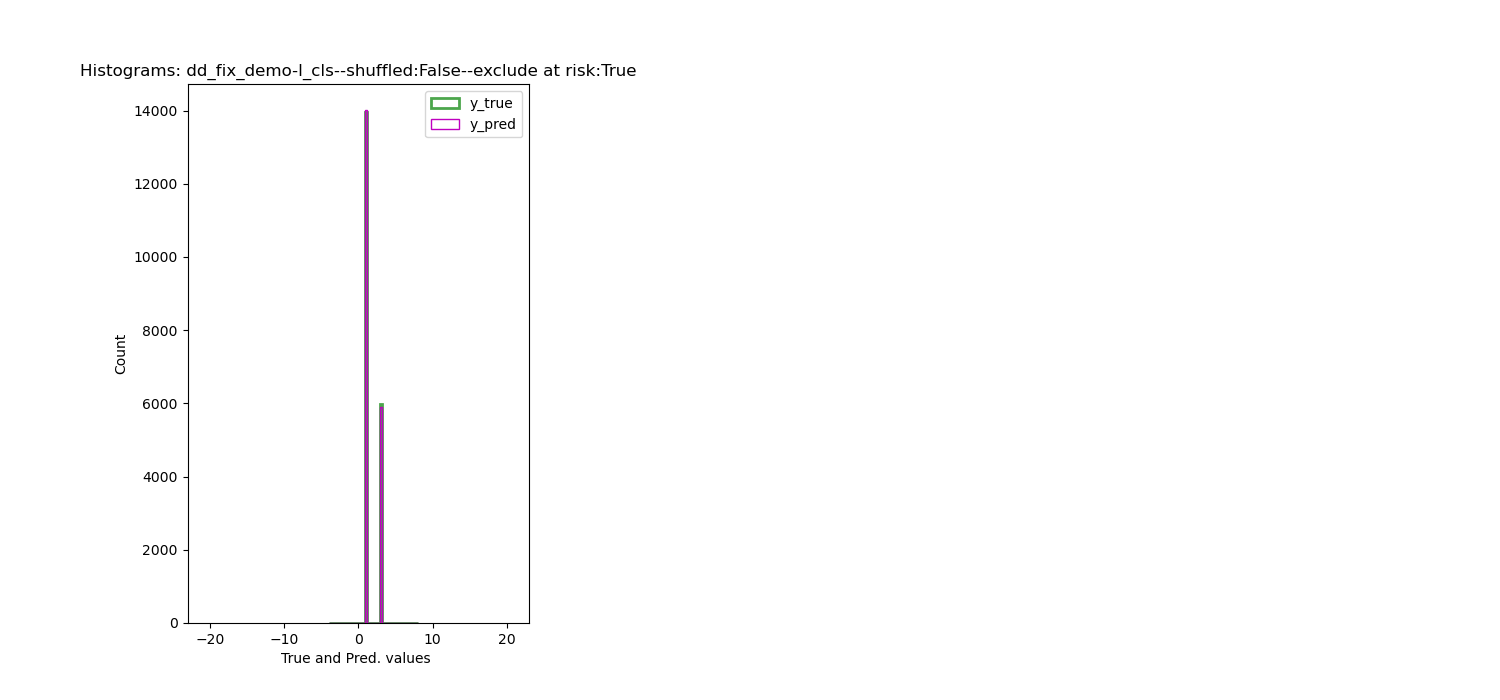 Histograms: dd_fix_demo-l_cls--shuffled:False--exclude at risk:True
y_true
y_pred
14000
12000
10000
8000
6000
4000
2000
0
Count
−20
−10
0
10
20
True and Pred. values